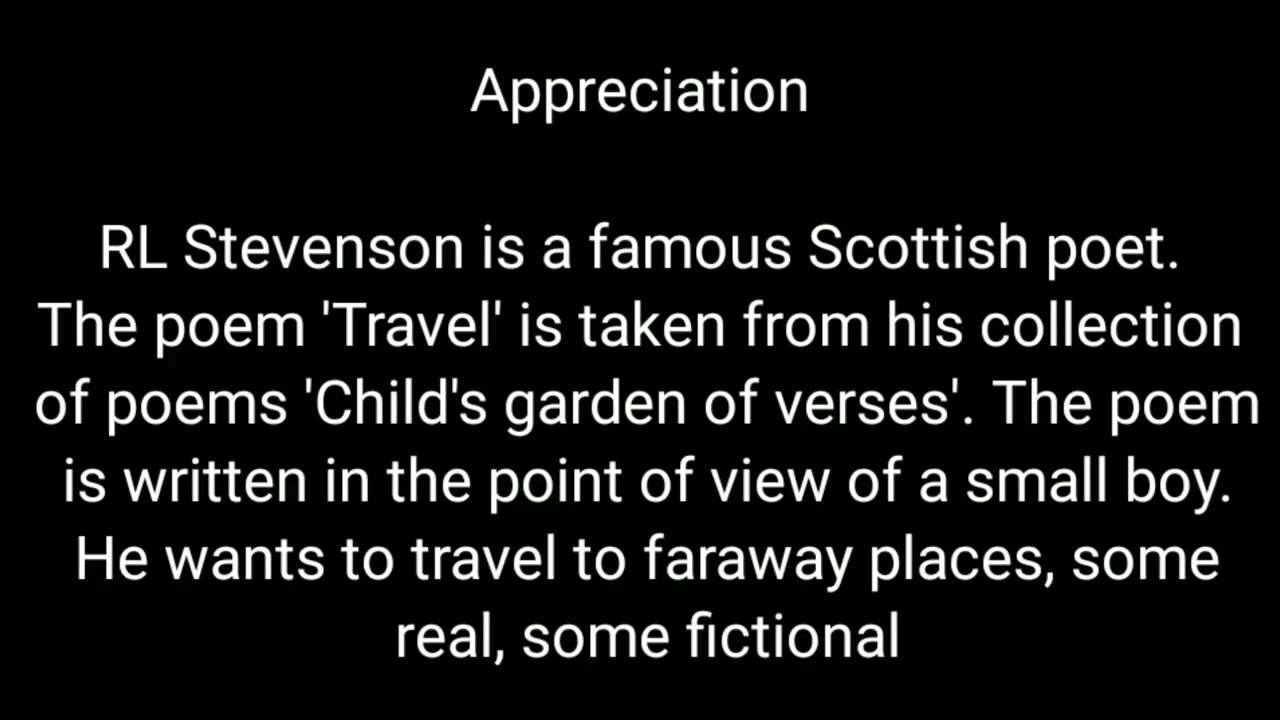 Appreciation
RL Stevenson is a famous Scottish poet.
The poem 'Travel' is taken from his collection
of poems 'Child's garden of verses'. The poem
is written in the point of view of a small boy.
He wants to travel to faraway places, some
real, some fictional